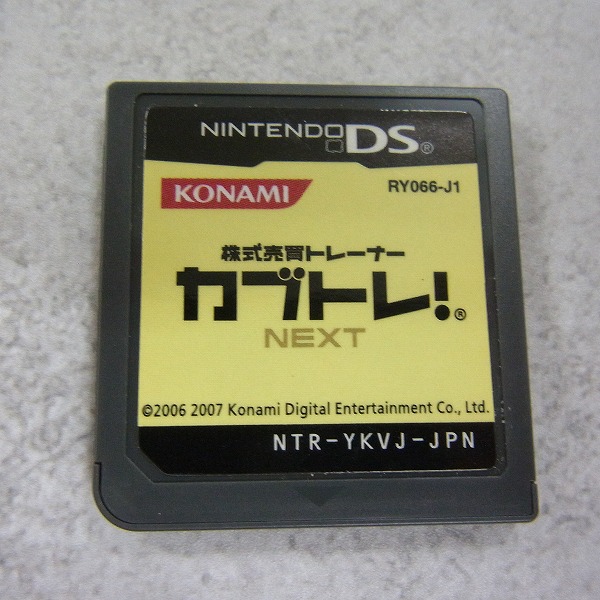 NINTENDO DS®
KONAMI
RY066-J1
株式売買トレーナー
カブトレ!®
NEXT
©2006 2007 Konami Digital Entertainment Co., Ltd.
NTR-YKVJ-JPN